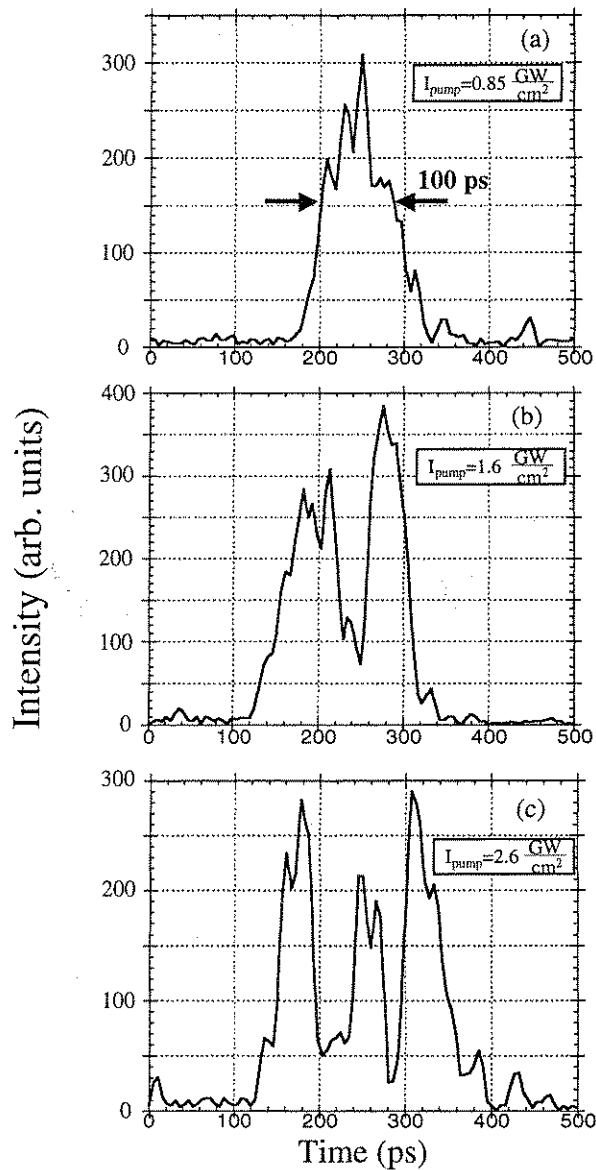 (a)
I_pump=0.85 GW/cm²
300
200
100 ps
100
0
0 100 200 300 400 500
400
(b)
I_pump=1.6 GW/cm²
300
200
100
0
0 100 200 300 400 500
300
(c)
I_pump=2.6 GW/cm²
200
100
0
0 100 200 300 400 500
Intensity (arb. units)
Time (ps)